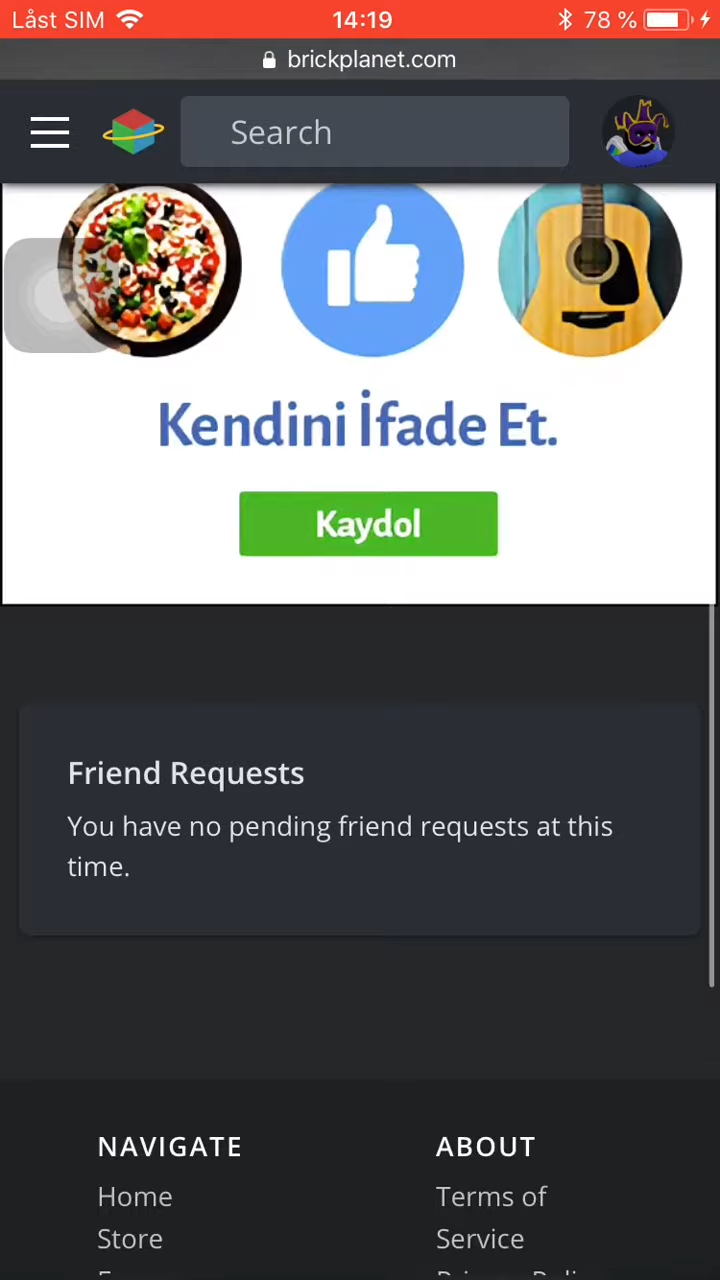 Låst SIM 14:19 78 %
brickplanet.com
Search
Kendini İfade Et.
Kaydol
Friend Requests
You have no pending friend requests at this
time.
NAVIGATE
Home
Store
ABOUT
Terms of
Service